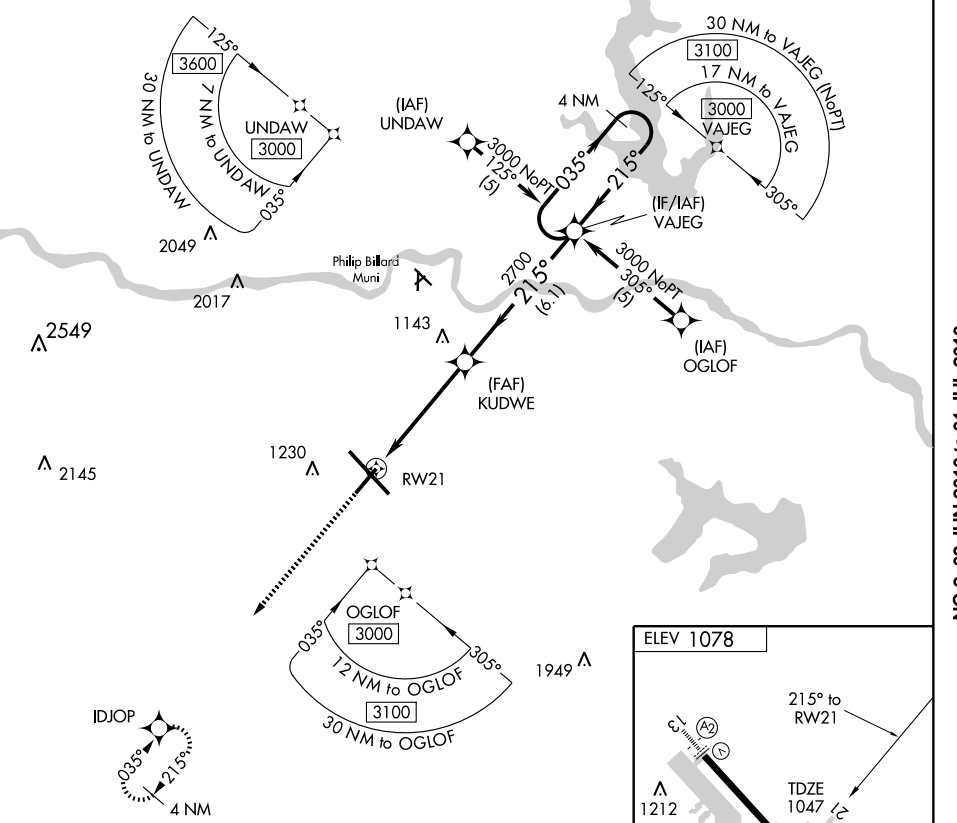 30 NM to VAJEG (NoPT)
3100
17 NM to VAJEG
3000
VAJEG
125°
305°
125°
3600
30 NM to UNDAW
7 NM to UNDAW
UNDAW
3000
035°
(IAF)
UNDAW
3000 NoPT
125°
(5)
4 NM
035°
215°
(IF/IAF)
VAJEG
3000 NoPT
305°
(5)
(IAF)
OGLOF
2049
2017
Philip Billard
Muni
2700
215°
(6.1)
1143
2549
(FAF)
KUDWE
2145
1230
RW21
OGLOF
3000
035°
305°
12 NM to OGLOF
3100
30 NM to OGLOF
1949
IDJOP
035°
215°
4 NM
ELEV 1078
215° to
RW21
13
A2
V
TDZE
1047
21
1212